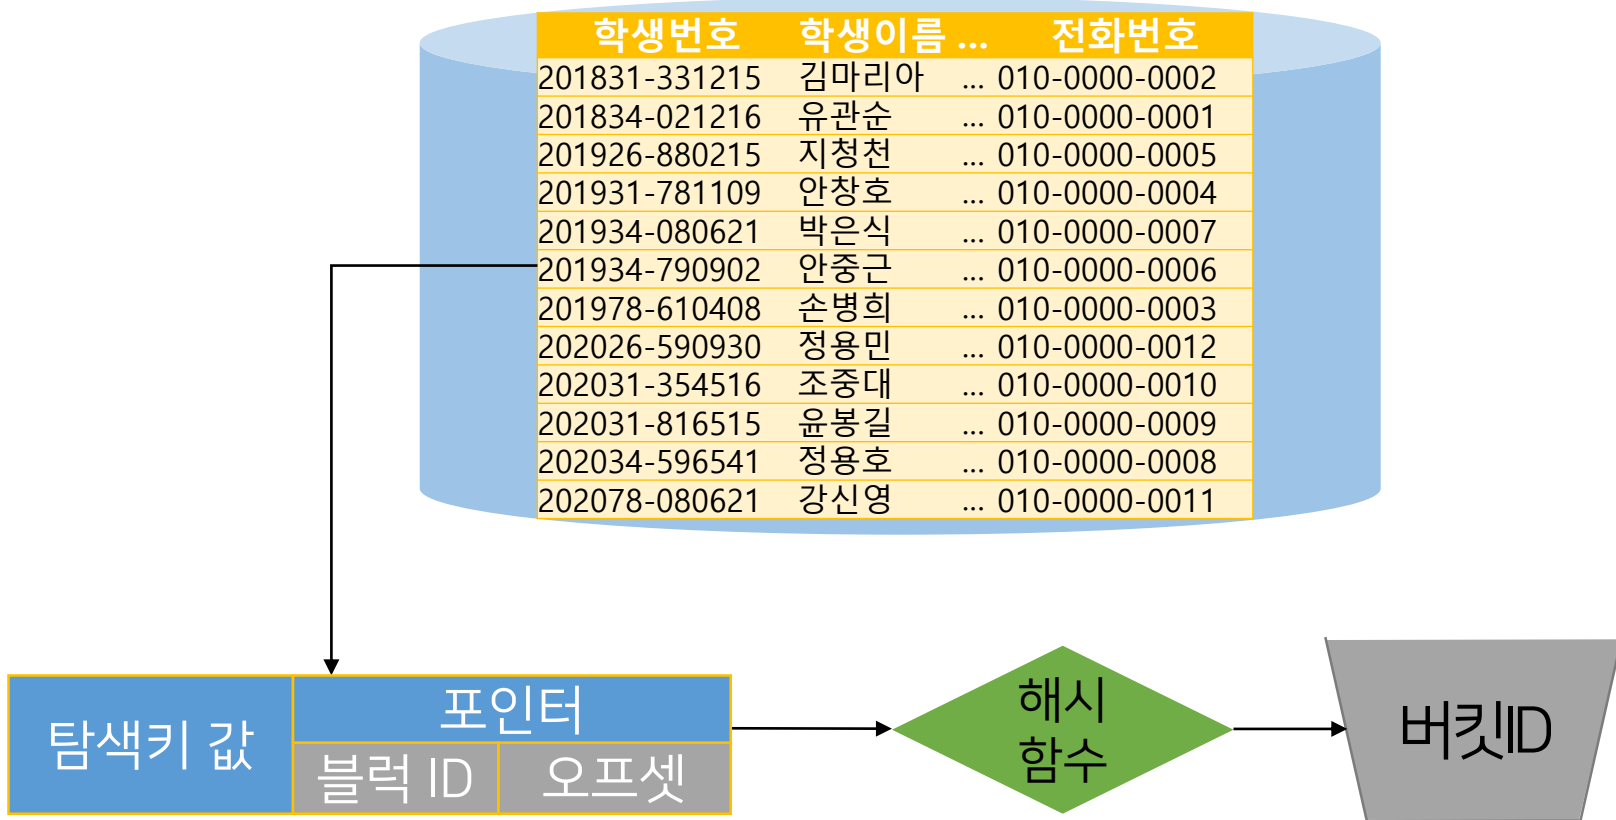 학생번호 학생이름 ... 전화번호
201831-331215 김마리아 ... 010-0000-0002
201834-021216 유관순 ... 010-0000-0001
201926-880215 지청천 ... 010-0000-0005
201931-781109 안창호 ... 010-0000-0004
201934-080621 박은식 ... 010-0000-0007
201934-790902 안중근 ... 010-0000-0006
201978-610408 손병희 ... 010-0000-0003
202026-590930 정용민 ... 010-0000-0012
202031-354516 조중대 ... 010-0000-0010
202031-816515 윤봉길 ... 010-0000-0009
202034-596541 정용호 ... 010-0000-0008
202078-080621 강신영 ... 010-0000-0011
탐색키 값
포인터
블럭 ID
오프셋
해시
함수
버킷ID